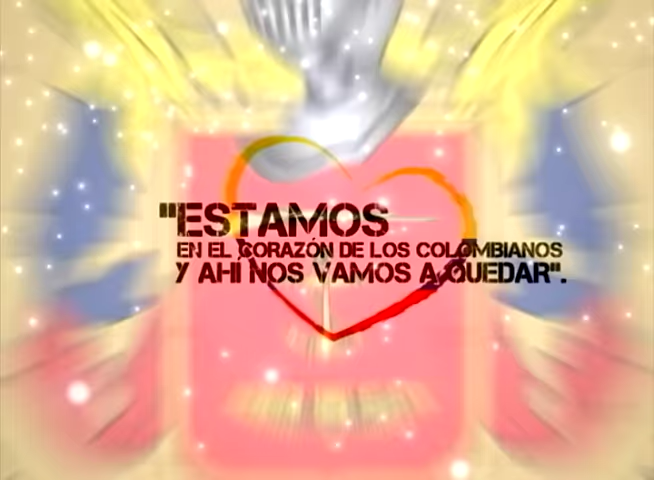 "ESTAMOS
EN EL CORAZÓN DE LOS COLOMBIANOS
Y AHI NOS VAMOS A QUEDAR".